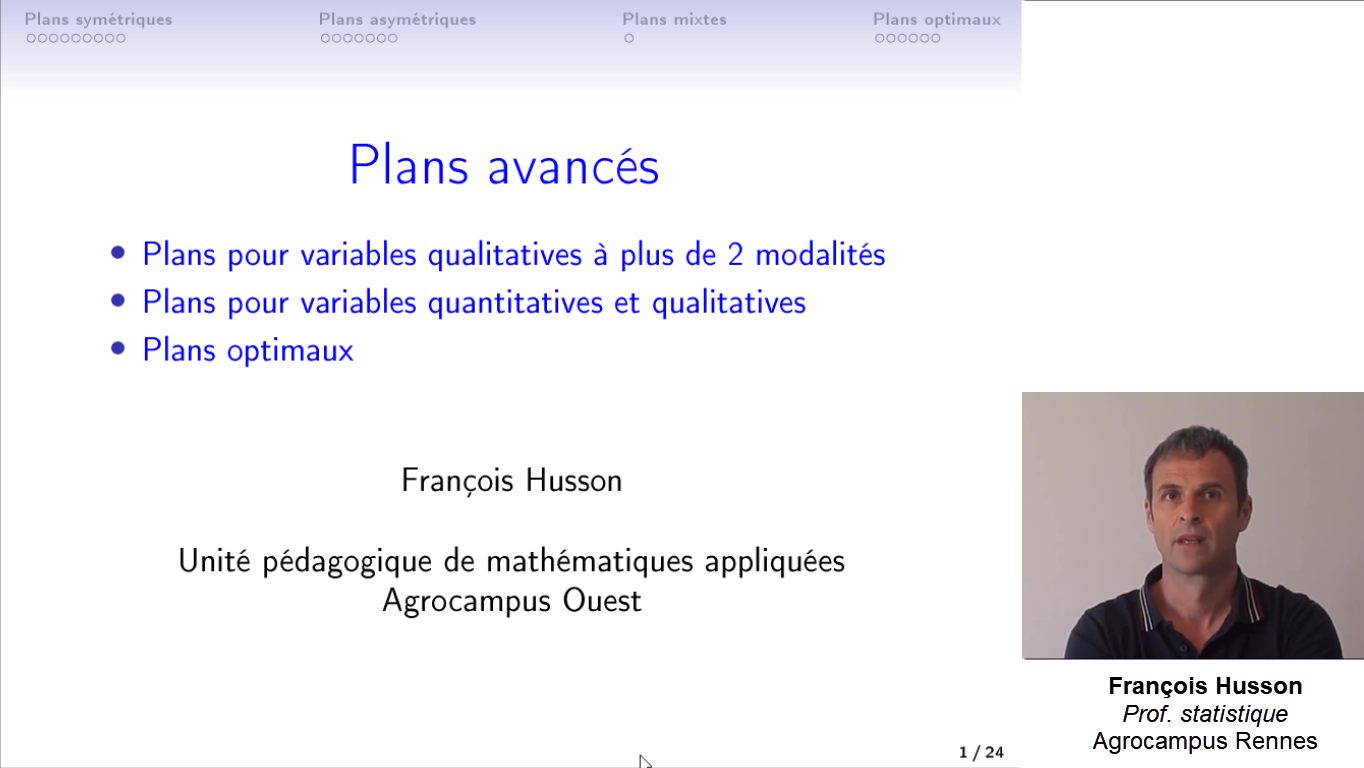 Plans symétriques
Plans asymétriques
Plans mixtes
Plans optimaux
Plans avancés
Plans pour variables qualitatives à plus de 2 modalités
Plans pour variables quantitatives et qualitatives
Plans optimaux
François Husson
Unité pédagogique de mathématiques appliquées
Agrocampus Ouest
François Husson
Prof. statistique
Agrocampus Rennes
1 / 24